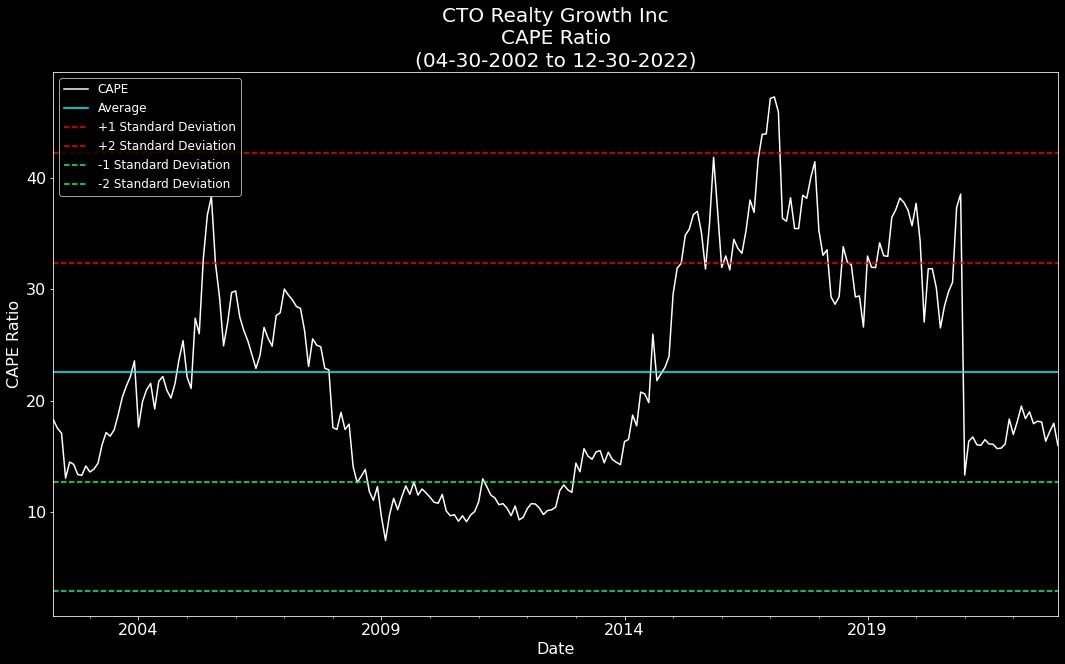 CTO Realty Growth Inc
CAPE Ratio
(04-30-2002 to 12-30-2022)
CAPE
Average
+1 Standard Deviation
+2 Standard Deviation
-1 Standard Deviation
-2 Standard Deviation
CAPE Ratio
40
30
20
10
2004 2009 2014 2019
Date